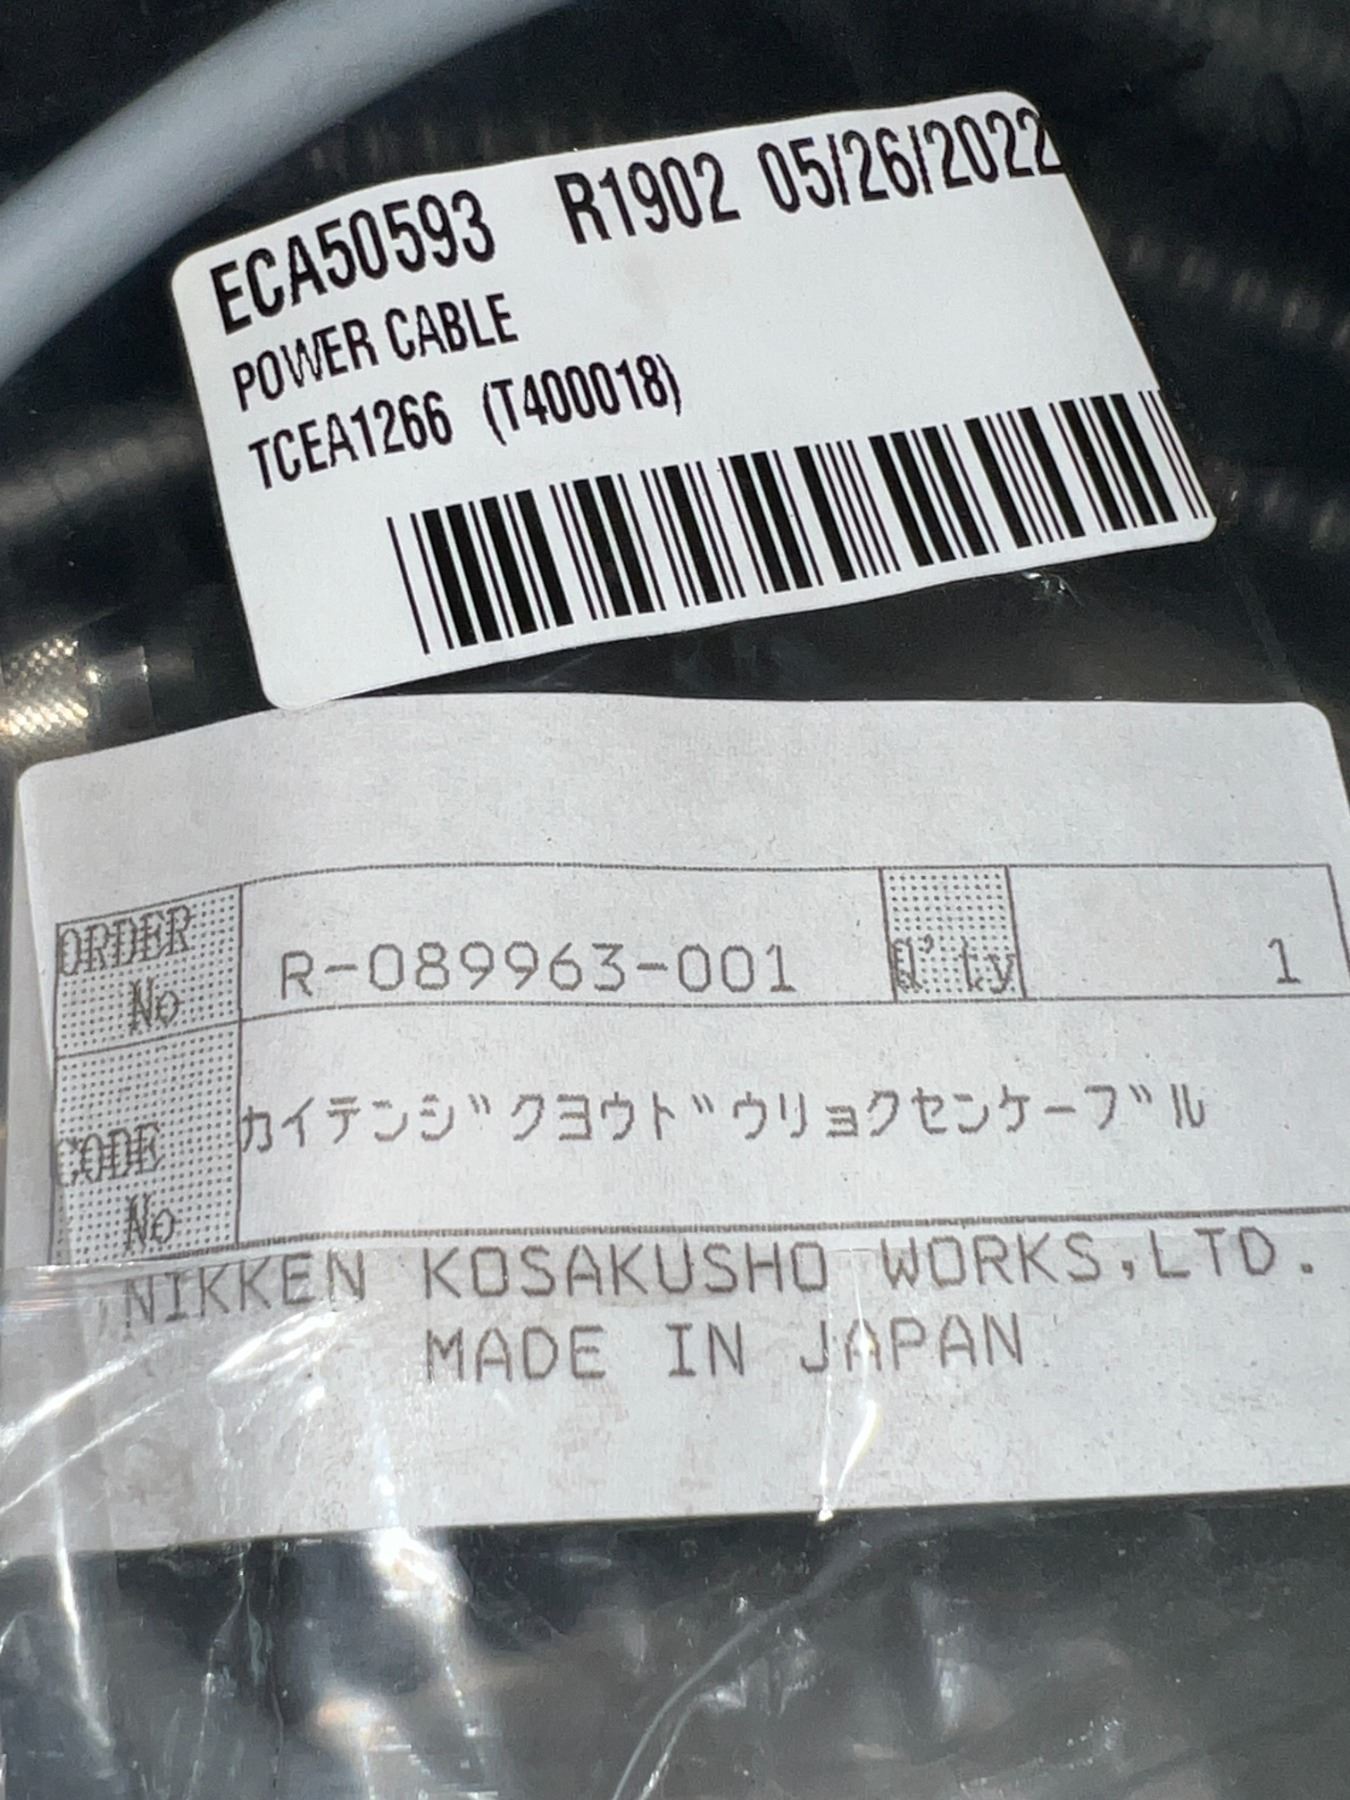 ECA50593 R1902 05/26/2022
POWER CABLE
TCEA1266 (T400018)
ORDER No R-089963-001 Q'ty 1
CODE No カイテンジ゛クヨウト゛ウリョクセンケーフ゛ル
NIKKEN KOSAKUSHO WORKS,LTD.
MADE IN JAPAN